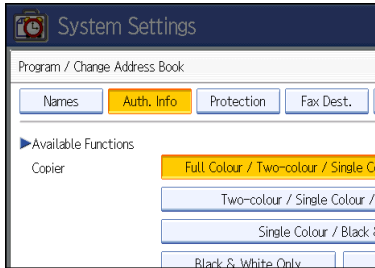 System Settings
Program / Change Address Book
Names Auth. Info Protection Fax Dest.
▶Available Functions
Copier Full Colour / Two-colour / Single
Two-colour / Single Colour /
Single Colour / Black
Black & White Only